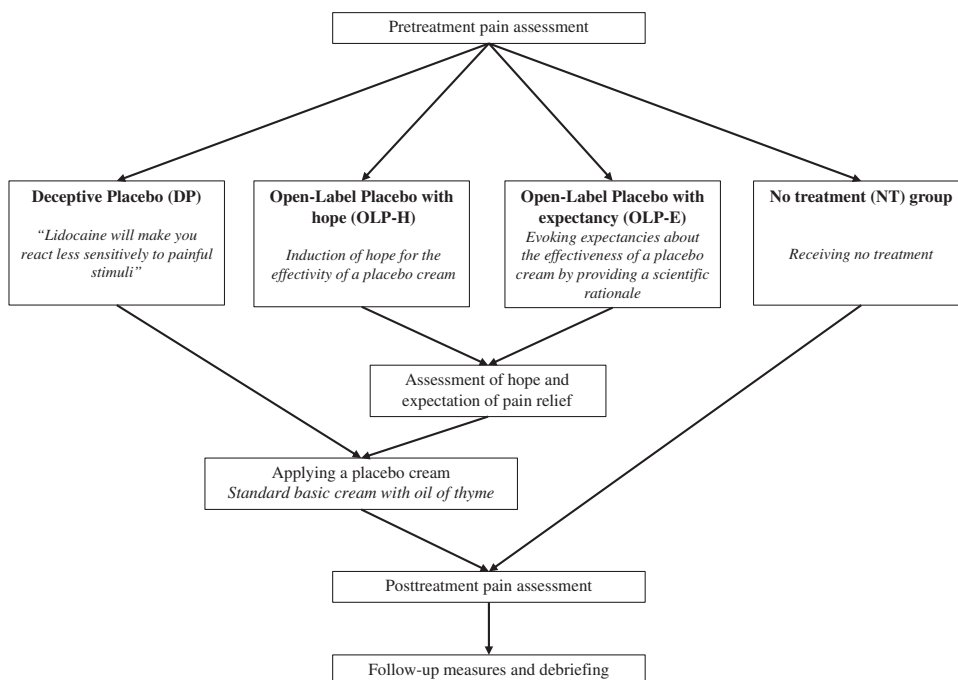 Pretreatment pain assessment
Deceptive Placebo (DP)
“Lidocaine will make you
react less sensitively to painful
stimuli”
Open-Label Placebo with
hope (OLP-H)
Induction of hope for the
effectivity of a placebo cream
Open-Label Placebo with
expectancy (OLP-E)
Evoking expectancies about
the effectiveness of a placebo
cream by providing a scientific
rationale
No treatment (NT) group
Receiving no treatment
Assessment of hope and
expectation of pain relief
Applying a placebo cream
Standard basic cream with oil of thyme
Posttreatment pain assessment
Follow-up measures and debriefing